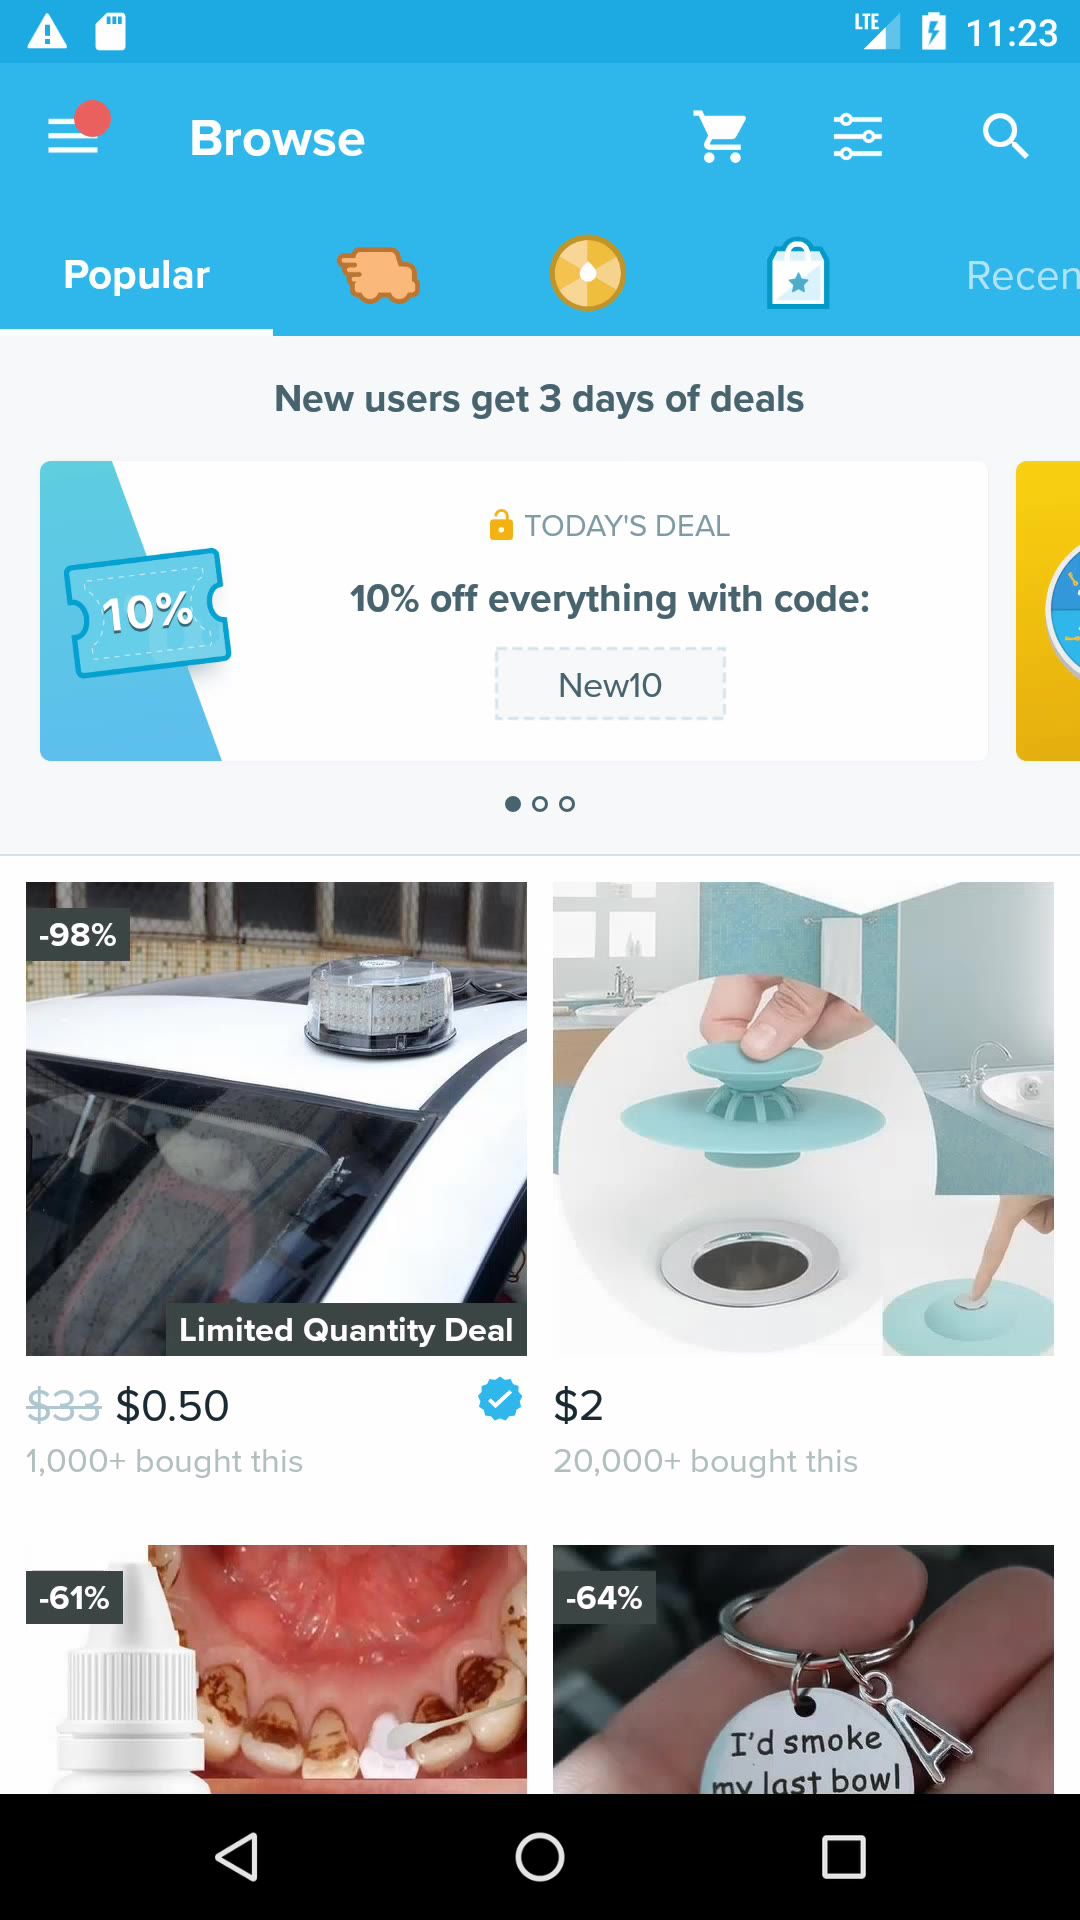 LTE 11:23
Browse
Popular
Recen
New users get 3 days of deals
TODAY'S DEAL
10%
10% off everything with code:
New10
-98%
Limited Quantity Deal
$33 $0.50
$2
1,000+ bought this
20,000+ bought this
-61%
-64%
I'd smoke
my last bowl
A